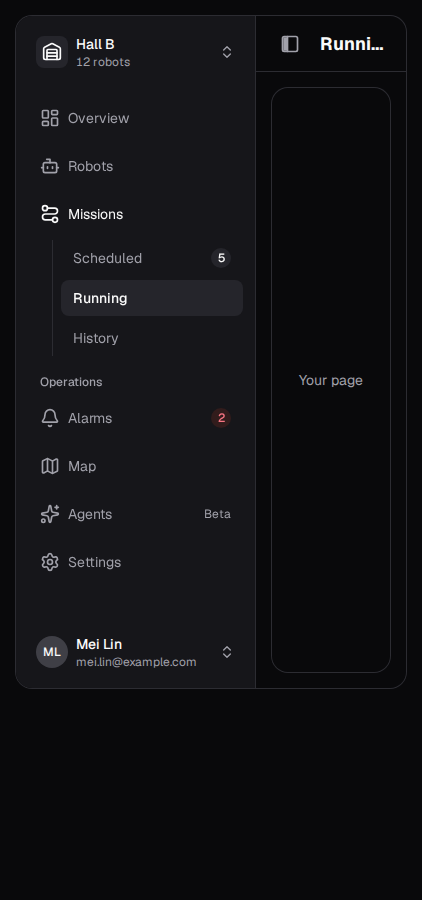 Hall B
12 robots
Overview
Robots
Missions
Scheduled 5
Running
History
Operations
Alarms 2
Map
Agents Beta
Settings
ML
Mei Lin
mei.lin@example.com
Runni...
Your page